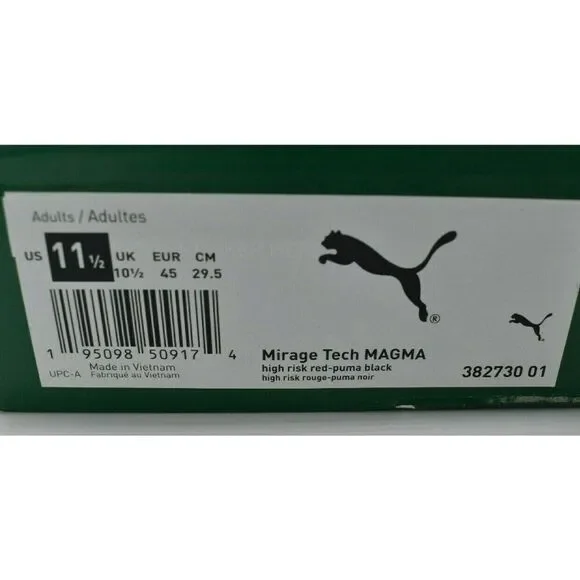 Adults / Adultes
US 11 ½ UK 10½ EUR 45 CM 29.5
1 95098 50917 4
UPC-A Made in Vietnam
Fabriqué au Vietnam
®
Mirage Tech MAGMA
high risk red-puma black
high risk rouge-puma noir
382730 01